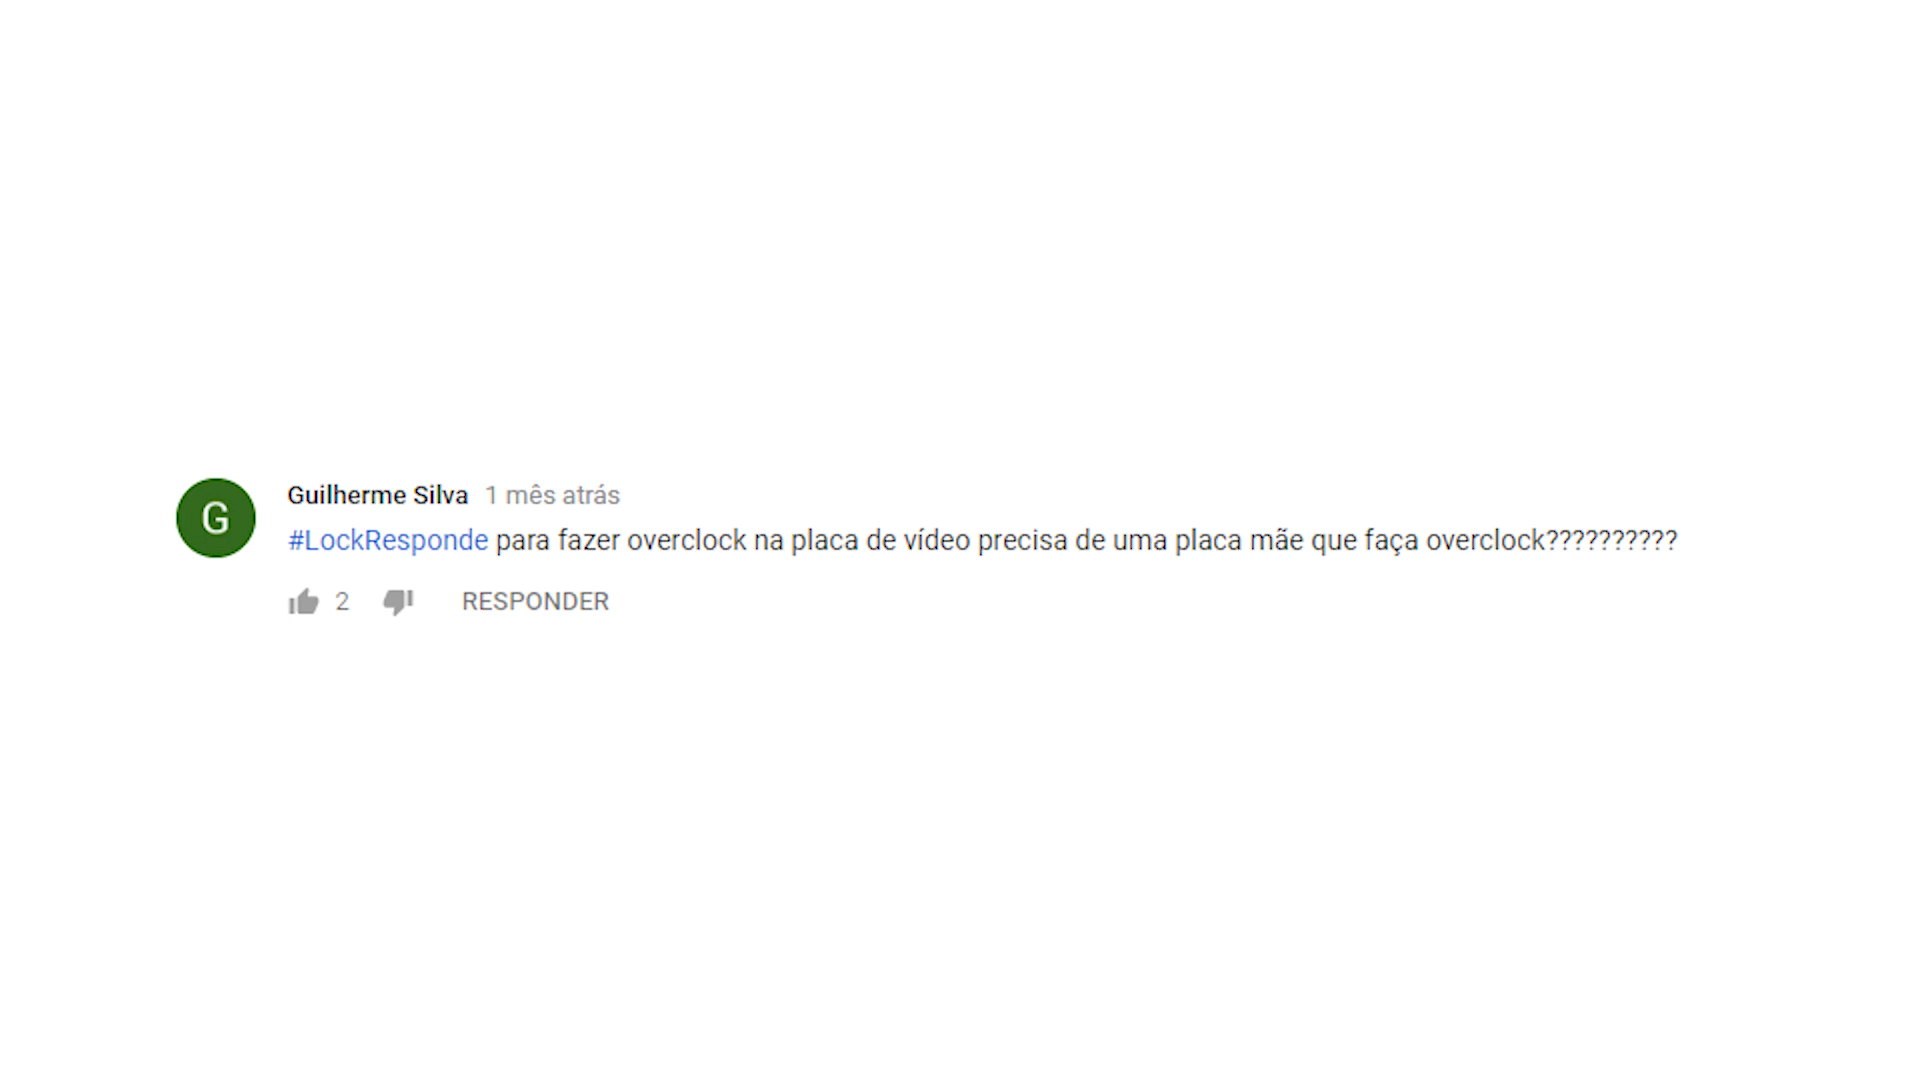 G
Guilherme Silva 1 mês atrás
#LockResponde para fazer overclock na placa de vídeo precisa de uma placa mãe que faça overclock??????????
2 RESPONDER